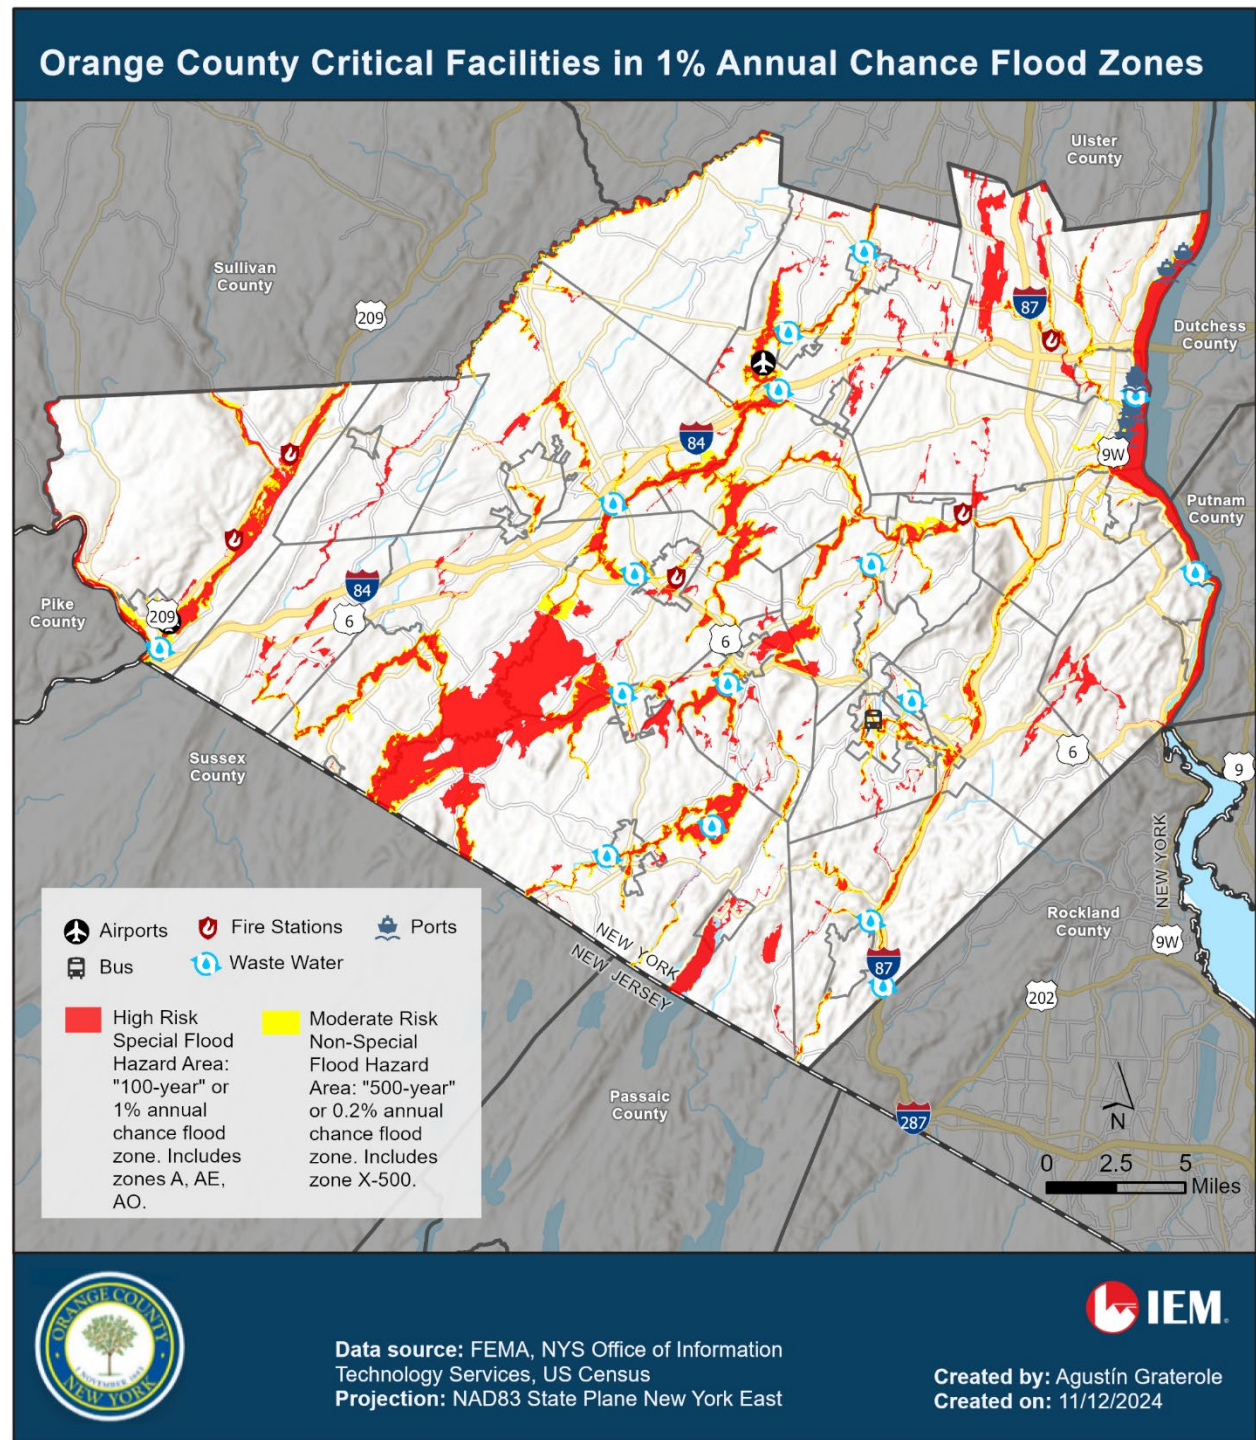 Orange County Critical Facilities in 1% Annual Chance Flood Zones
Ulster
County
Sullivan
County
209
87
Dutchess
County
84
9W
Putnam
County
Pike
County
209
84
6
6
Sussex
County
6
9
NEW YORK
Rockland
County
9W
87
202
NEW YORK
NEW JERSEY
Passaic
County
287
N
0 2.5 5
Miles
Airports
Fire Stations
Ports
Bus
Waste Water
High Risk
Special Flood
Hazard Area:
"100-year" or
1% annual
chance flood
zone. Includes
zones A, AE,
AO.
Moderate Risk
Non-Special
Flood Hazard
Area: "500-year"
or 0.2% annual
chance flood
zone. Includes
zone X-500.
ORANGE COUNTY
NEW YORK
Data source: FEMA, NYS Office of Information
Technology Services, US Census
Projection: NAD83 State Plane New York East
IEM
Created by: Agustín Graterole
Created on: 11/12/2024